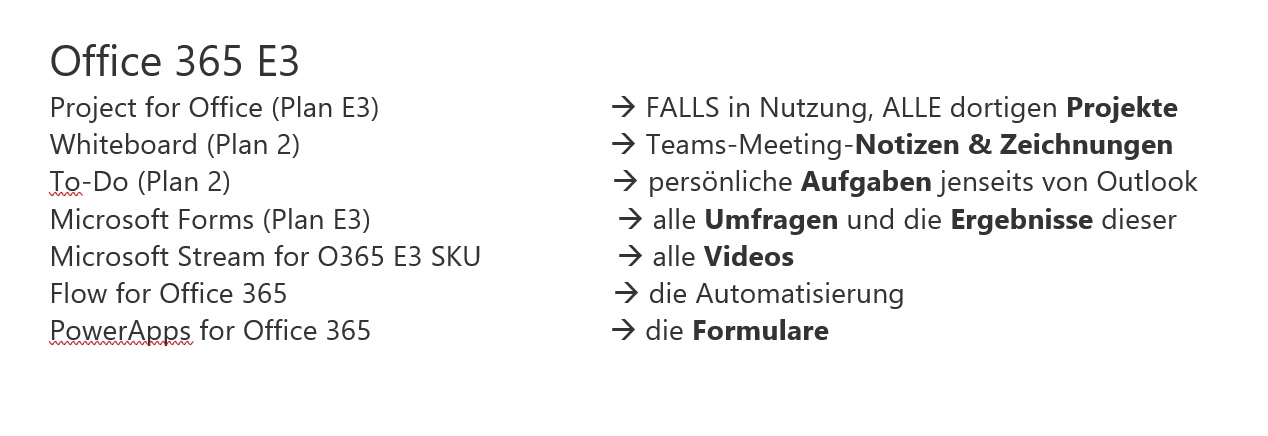 Office 365 E3
Project for Office (Plan E3) → FALLS in Nutzung, ALLE dortigen Projekte
Whiteboard (Plan 2) → Teams-Meeting-Notizen & Zeichnungen
To-Do (Plan 2) → persönliche Aufgaben jenseits von Outlook
Microsoft Forms (Plan E3) → alle Umfragen und die Ergebnisse dieser
Microsoft Stream for O365 E3 SKU → alle Videos
Flow for Office 365 → die Automatisierung
PowerApps for Office 365 → die Formulare